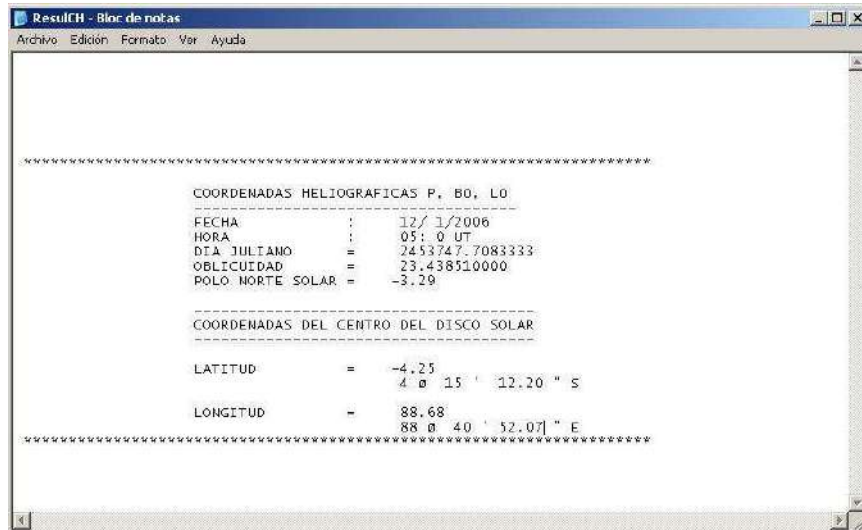 ResulCH - Bloc de notas
Archivo Edición Formato Ver Ayuda
**********************************************************************
COORDENADAS HELIOGRAFICAS P, BO, LO
------------------------------------
FECHA : 12/ 1/2006
HORA : 05: 0 UT
DIA JULIANO = 2453747.7083333
OBLICUIDAD = 23.438510000
POLO NORTE SOLAR = -3.29
--------------------------------------
COORDENADAS DEL CENTRO DEL DISCO SOLAR
--------------------------------------
LATITUD = -4.25
4 ø 15 ' 12.20 " S
LONGITUD = 88.68
88 ø 40 ' 52.07 " E
**********************************************************************